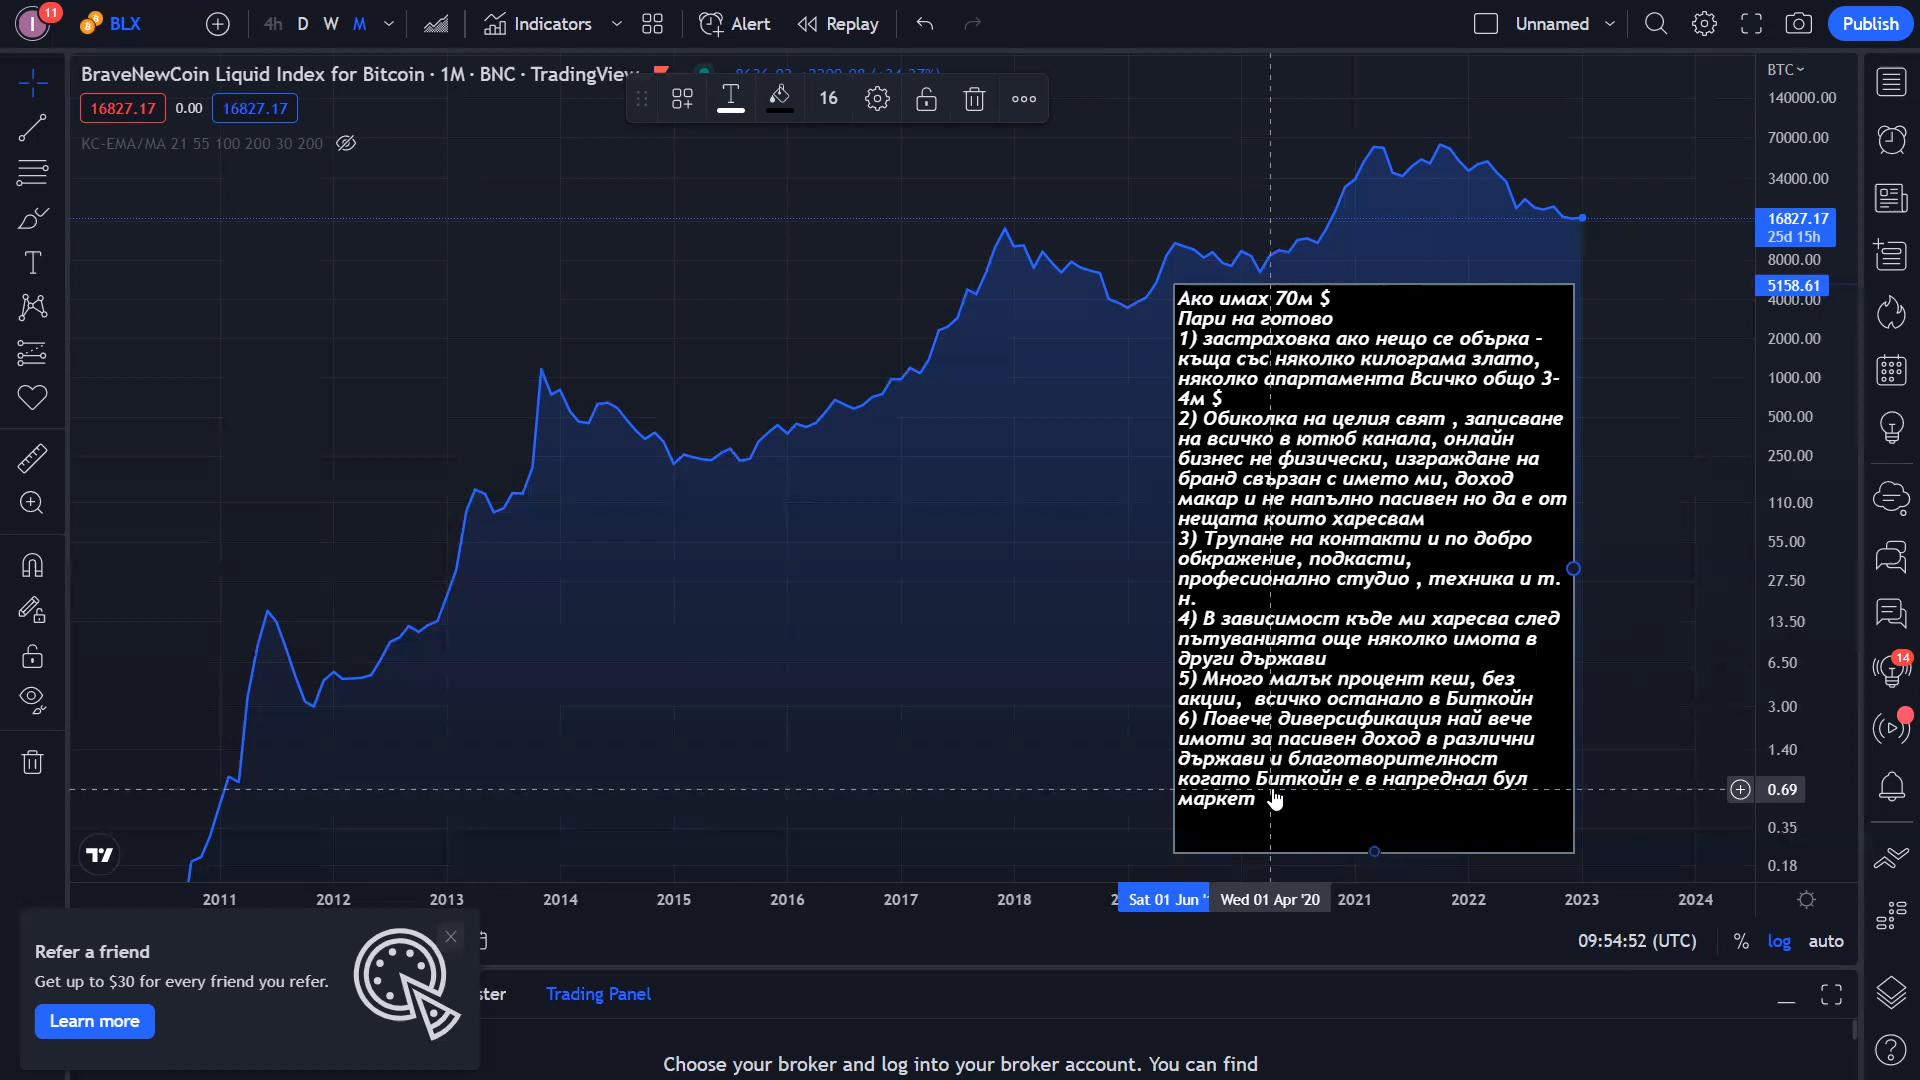 I
11
BLX
4h D W M
Indicators
Alert
Replay
Unnamed
Publish
BraveNewCoin Liquid Index for Bitcoin · 1M · BNC · TradingView
16827.17 0.00 16827.17
KC-EMA/MA 21 55 100 200 30 200
16
BTC
140000.00
70000.00
34000.00
16827.17
25d 15h
8000.00
5158.61
4000.00
2000.00
1000.00
500.00
250.00
110.00
55.00
27.50
13.50
6.50
3.00
1.40
0.69
0.35
0.18
14
Ако имах 70м $
Пари на готово
1) застраховка ако нещо се обърка -
къща със няколко килограма злато,
няколко апартамента Всичко общо 3-
4м $
2) Обиколка на целия свят , записване
на всичко в ютюб канала, онлайн
бизнес не физически, изграждане на
бранд свързан с името ми, доход
макар и не напълно пасивен но да е от
нещата които харесвам
3) Трупане на контакти и по добро
обкражение, подкасти,
професионално студио , техника и т.
н.
4) В зависимост къде ми харесва след
пътуванията още няколко имота в
други държави
5) Много малък процент кеш, без
акции, всичко останало в Биткойн
6) Повече диверсификация най вече
имоти за пасивен доход в различни
държави и благотворителност
когато Биткойн е в напреднал бул
маркет
2011 2012 2013 2014 2015 2016 2017 2018 Sat 01 Jun Wed 01 Apr '20 2021 2022 2023 2024
09:54:52 (UTC) % log auto
Refer a friend
Get up to $30 for every friend you refer.
Learn more
ster Trading Panel
Choose your broker and log into your broker account. You can find